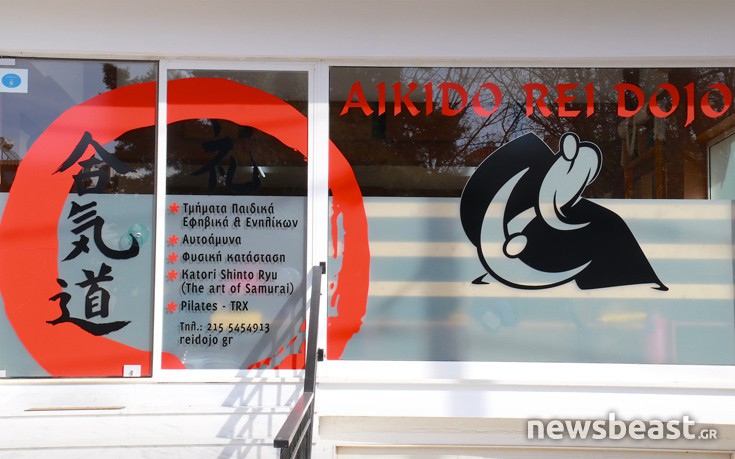 AIKIDO REI DOJO
合
気
道
礼
* Τμήματα Παιδικά
Εφηβικά & Ενηλίκων
* Αυτοάμυνα
* Φυσική κατάσταση
* Katori Shinto Ryu
(The art of Samurai)
* Pilates - TRX
Τηλ.: 215 5454913
reidojo gr
newsbeast.GR